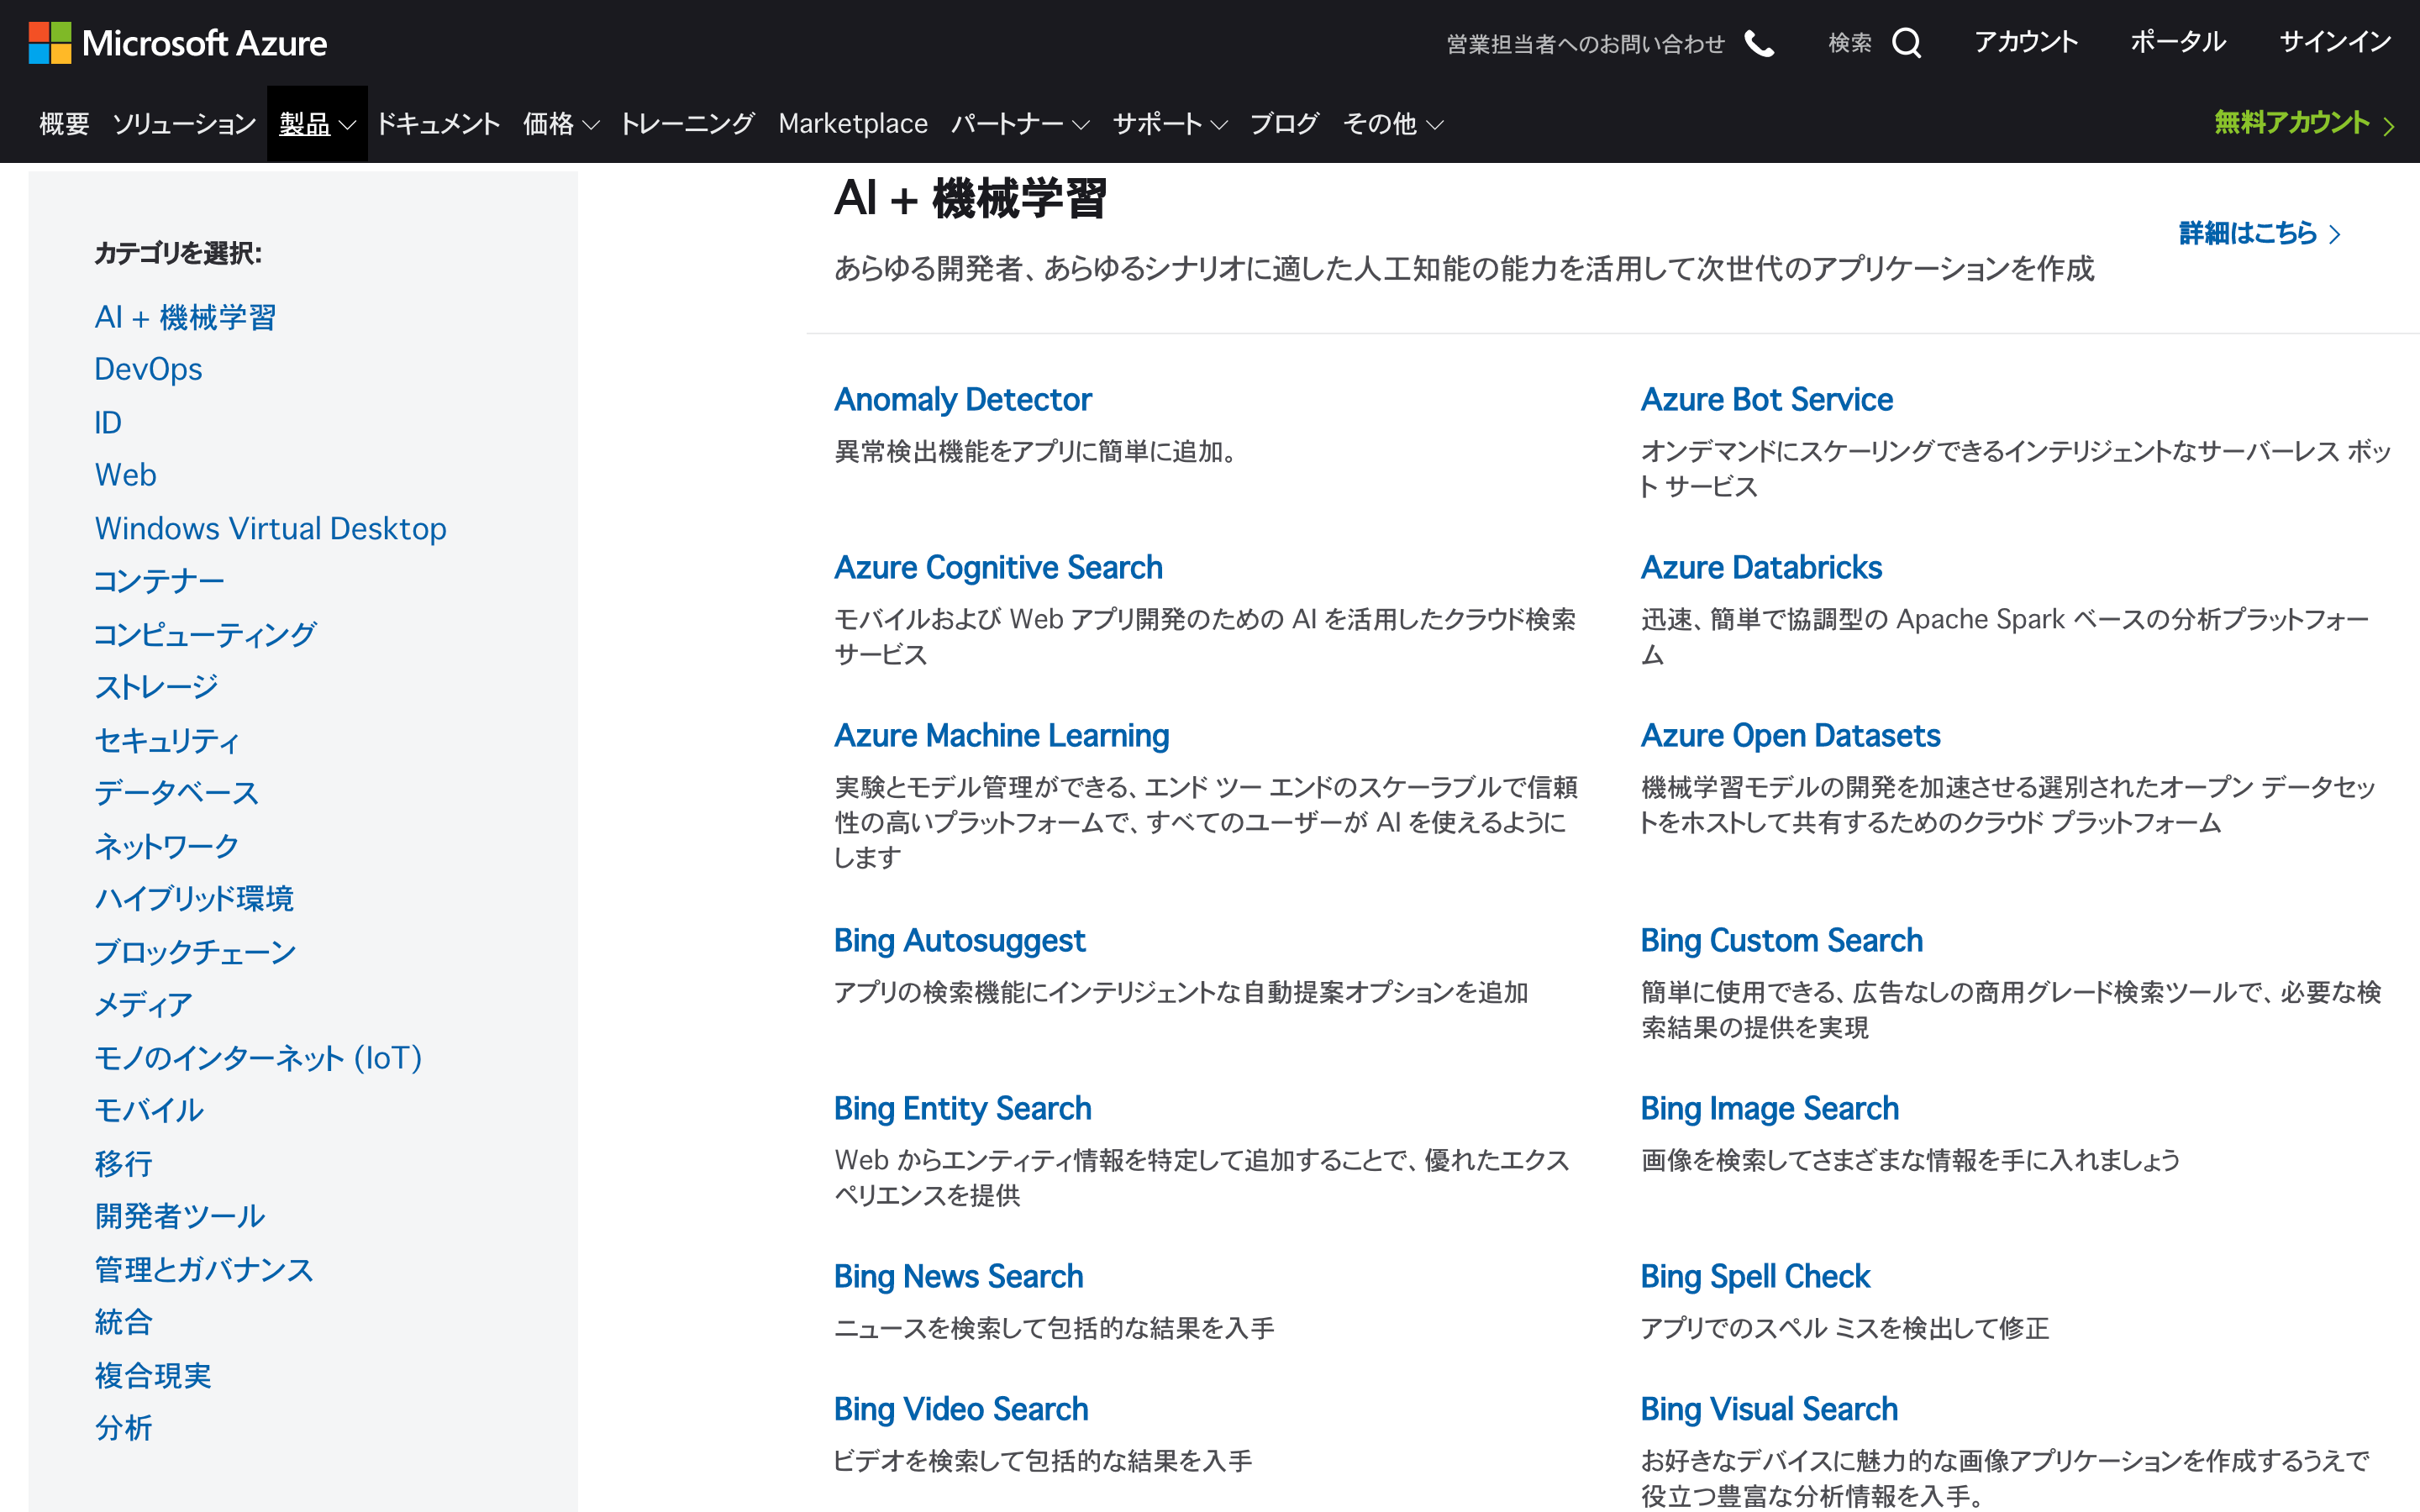 Microsoft Azure
営業担当者へのお問い合わせ
検索
アカウント
ポータル
サインイン
概要
ソリューション
製品
ドキュメント
価格
トレーニング
Marketplace
パートナー
サポート
ブログ
その他
無料アカウント
カテゴリを選択:
AI + 機械学習
DevOps
ID
Web
Windows Virtual Desktop
コンテナー
コンピューティング
ストレージ
セキュリティ
データベース
ネットワーク
ハイブリッド環境
ブロックチェーン
メディア
モノのインターネット (IoT)
モバイル
移行
開発者ツール
管理とガバナンス
統合
複合現実
分析
AI + 機械学習
あらゆる開発者、あらゆるシナリオに適した人工知能の能力を活用して次世代のアプリケーションを作成
詳細はこちら
Anomaly Detector
異常検出機能をアプリに簡単に追加。
Azure Bot Service
オンデマンドにスケーリングできるインテリジェントなサーバーレス ボッ
ト サービス
Azure Cognitive Search
モバイルおよび Web アプリ開発のための AI を活用したクラウド検索
サービス
Azure Databricks
迅速、簡単で協調型の Apache Spark ベースの分析プラットフォー
ム
Azure Machine Learning
実験とモデル管理ができる、エンド ツー エンドのスケーラブルで信頼
性の高いプラットフォームで、すべてのユーザーが AI を使えるように
します
Azure Open Datasets
機械学習モデルの開発を加速させる選別されたオープン データセッ
トをホストして共有するためのクラウド プラットフォーム
Bing Autosuggest
アプリの検索機能にインテリジェントな自動提案オプションを追加
Bing Custom Search
簡単に使用できる、広告なしの商用グレード検索ツールで、必要な検
索結果の提供を実現
Bing Entity Search
Web からエンティティ情報を特定して追加することで、優れたエクス
ペリエンスを提供
Bing Image Search
画像を検索してさまざまな情報を手に入れましょう
Bing News Search
ニュースを検索して包括的な結果を入手
Bing Spell Check
アプリでのスペル ミスを検出して修正
Bing Video Search
ビデオを検索して包括的な結果を入手
Bing Visual Search
お好きなデバイスに魅力的な画像アプリケーションを作成するうえで
役立つ豊富な分析情報を入手。